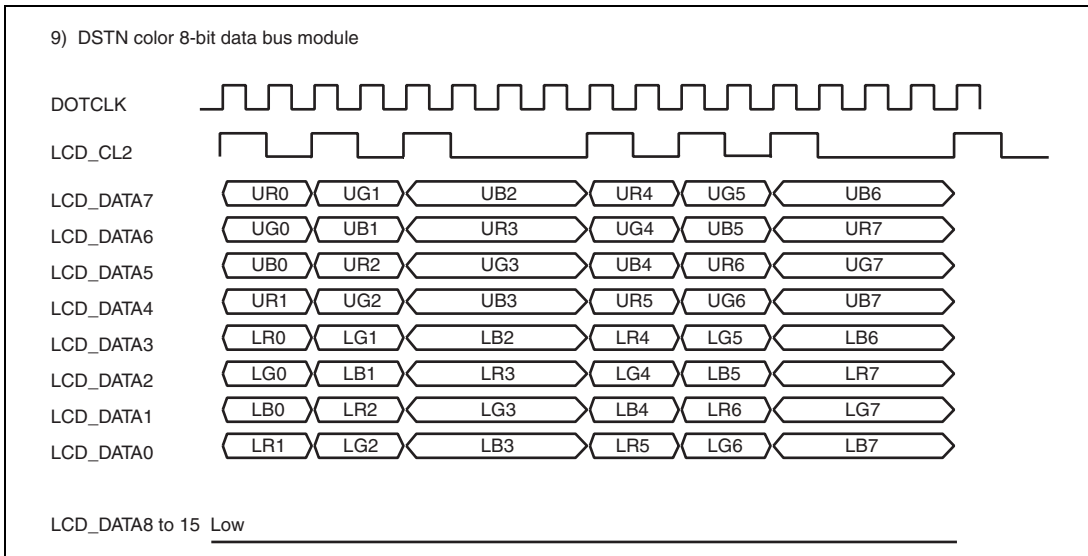 9) DSTN color 8-bit data bus module
DOTCLK
LCD_CL2
LCD_DATA7 UR0 UG1 UB2 UR4 UG5 UB6
LCD_DATA6 UG0 UB1 UR3 UG4 UB5 UR7
LCD_DATA5 UB0 UR2 UG3 UB4 UR6 UG7
LCD_DATA4 UR1 UG2 UB3 UR5 UG6 UB7
LCD_DATA3 LR0 LG1 LB2 LR4 LG5 LB6
LCD_DATA2 LG0 LB1 LR3 LG4 LB5 LR7
LCD_DATA1 LB0 LR2 LG3 LB4 LR6 LG7
LCD_DATA0 LR1 LG2 LB3 LR5 LG6 LB7
LCD_DATA8 to 15 Low